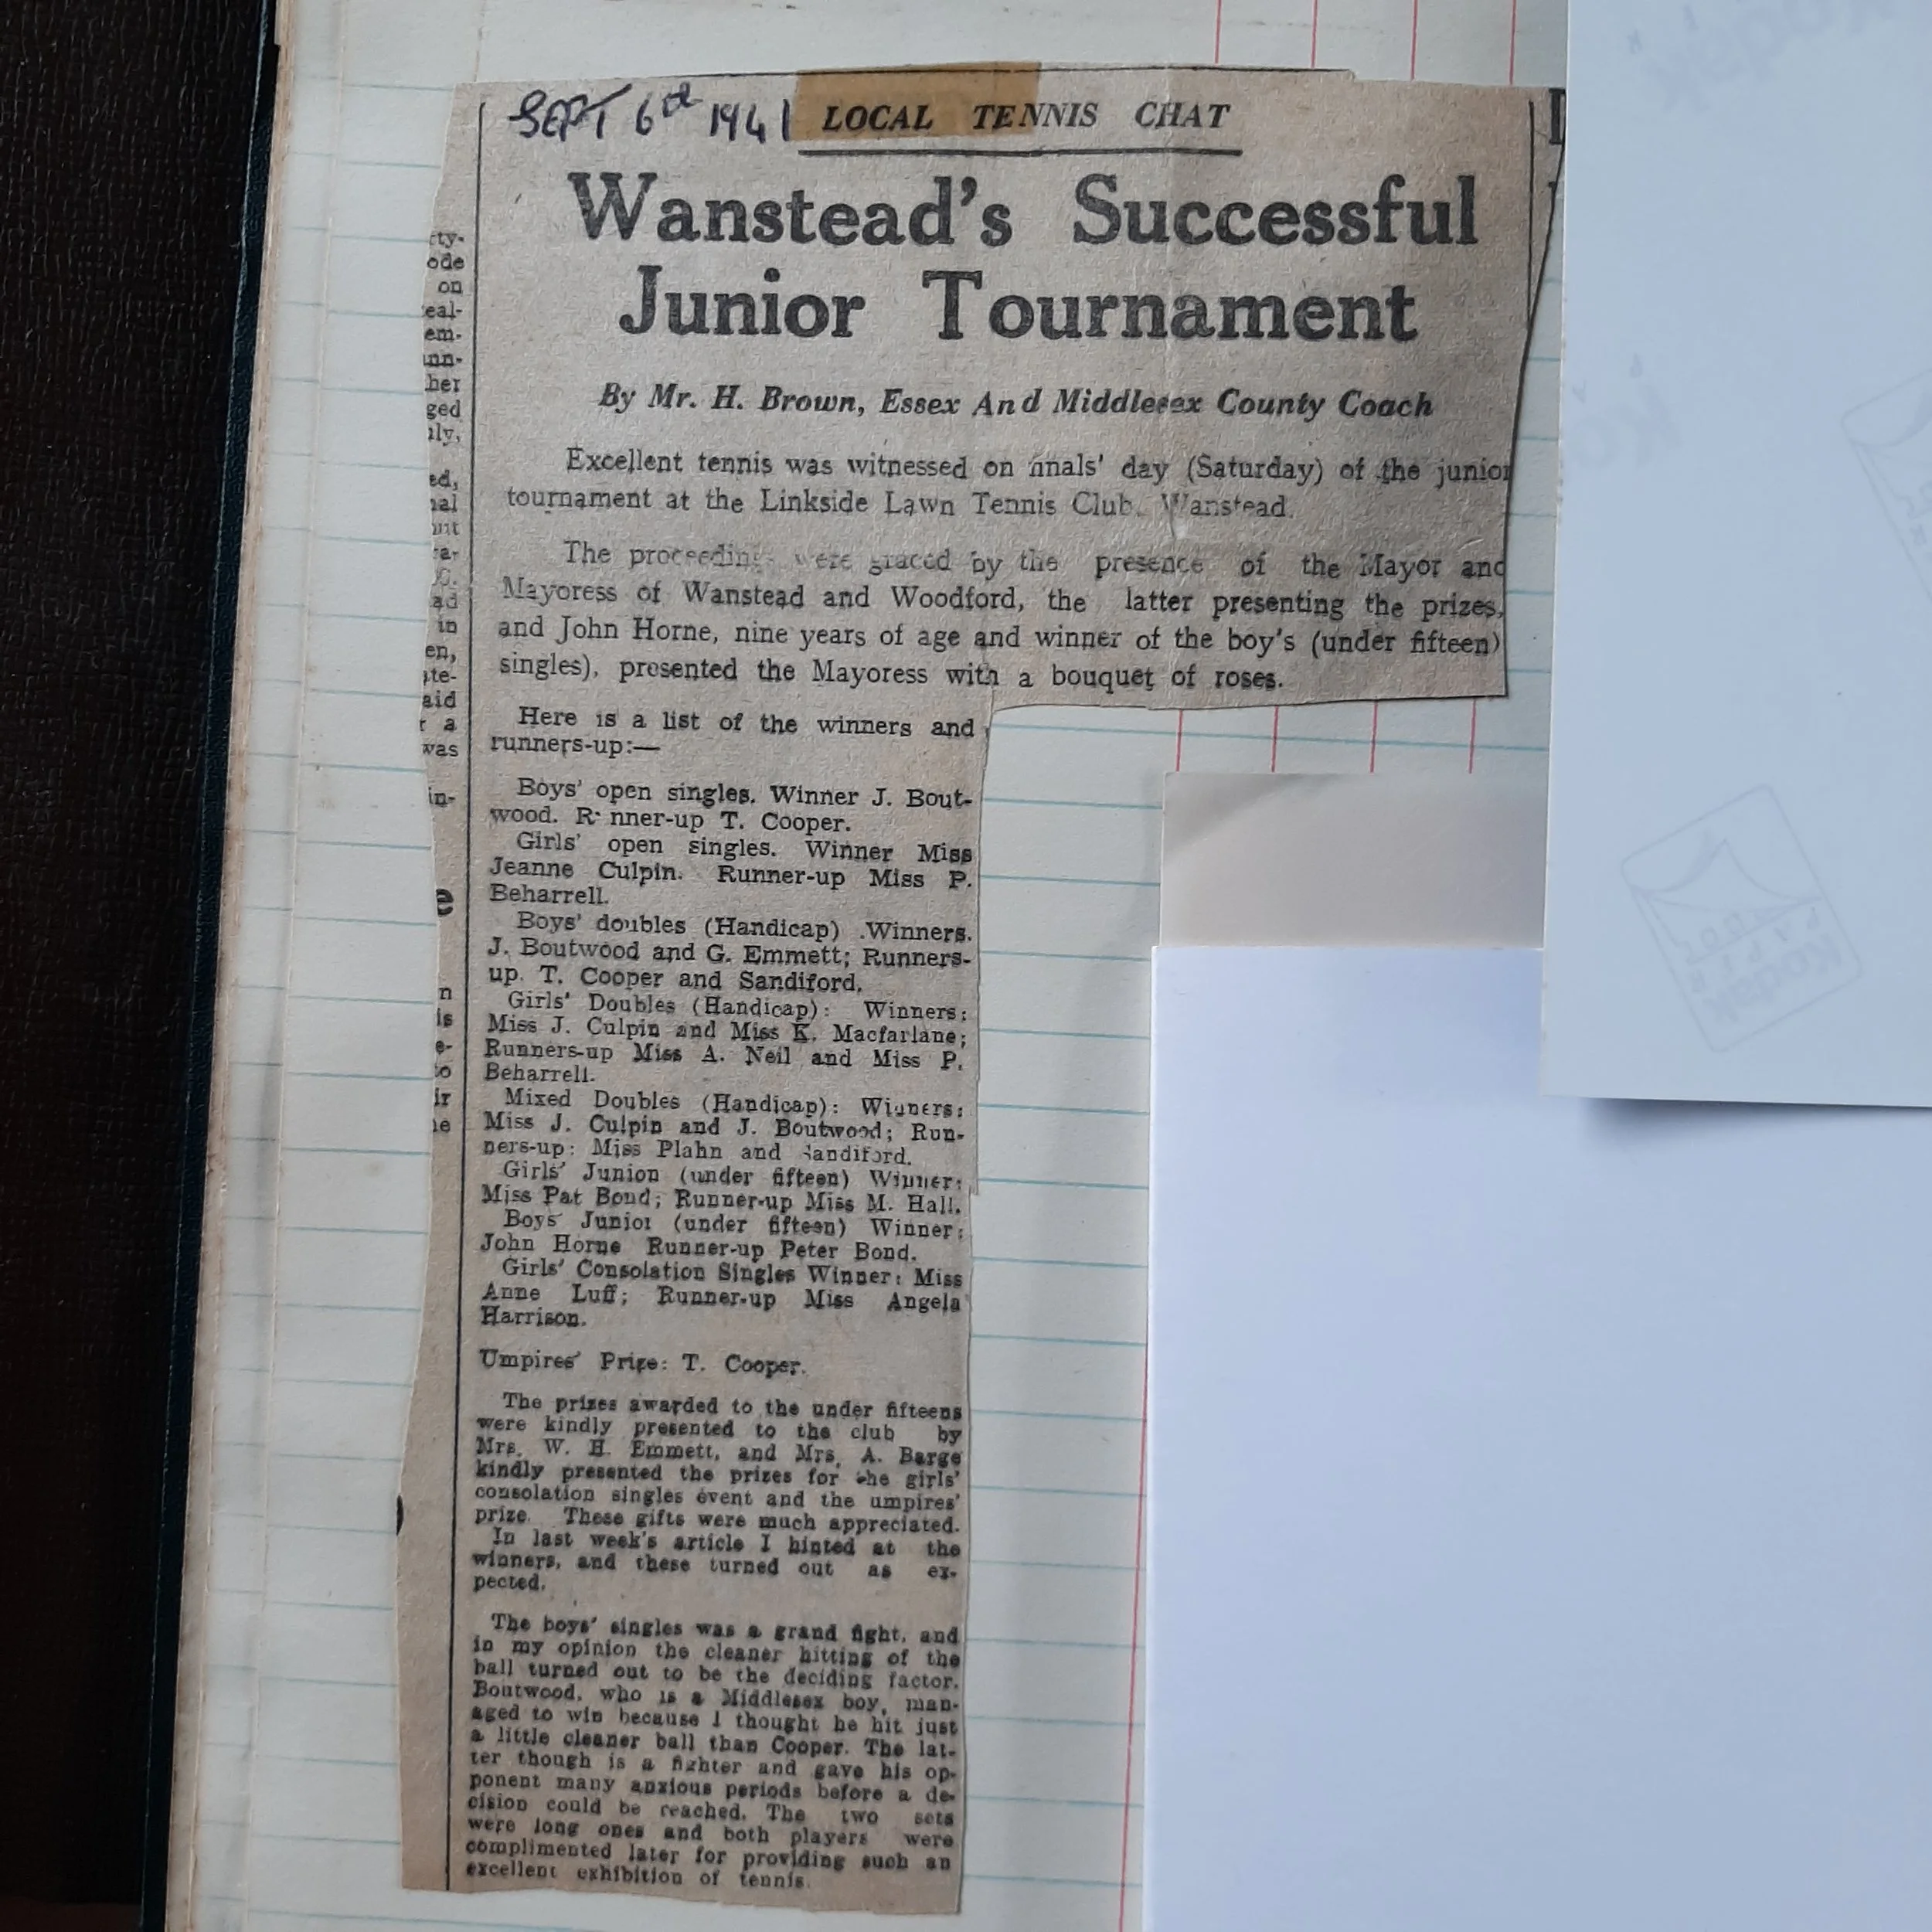 SEPT 6th 1941
LOCAL TENNIS CHAT
Wanstead's Successful
Junior Tournament
By Mr. H. Brown, Essex And Middlesex County Coach
Excellent tennis was witnessed on finals' day (Saturday) of the junior
tournament at the Linkside Lawn Tennis Club, Wanstead.
The proceedings were graced by the presence of the Mayor and
Mayoress of Wanstead and Woodford, the latter presenting the prizes,
and John Horne, nine years of age and winner of the boy's (under fifteen)
singles), presented the Mayoress with a bouquet of roses.
Here is a list of the winners and
runners-up:—
Boys' open singles. Winner J. Bout-
wood. Runner-up T. Cooper.
Girls' open singles. Winner Miss
Jeanne Culpin. Runner-up Miss P.
Beharrell.
Boys' doubles (Handicap) .Winners.
J. Boutwood and G. Emmett; Runners-
up. T. Cooper and Sandiford.
Girls' Doubles (Handicap): Winners:
Miss J. Culpin and Miss K. Macfarlane;
Runners-up Miss A. Neil and Miss P.
Beharrell.
Mixed Doubles (Handicap): Winners:
Miss J. Culpin and J. Boutwood; Run-
ners-up: Miss Plahn and Sandiford.
Girls' Junion (under fifteen) Winner:
Miss Pat Bond; Runner-up Miss M. Hall.
Boys' Junior (under fifteen) Winner:
John Horne Runner-up Peter Bond.
Girls' Consolation Singles Winner: Miss
Anne Luff; Runner-up Miss Angela
Harrison.
Umpires' Prize: T. Cooper.
The prizes awarded to the under fifteens
were kindly presented to the club by
Mrs. W. H. Emmett, and Mrs. A. Barge
kindly presented the prizes for the girls'
consolation singles event and the umpires'
prize. These gifts were much appreciated.
In last week's article I hinted at the
winners, and these turned out as ex-
pected.
The boys' singles was a grand fight, and
in my opinion the cleaner hitting of the
ball turned out to be the deciding factor.
Boutwood, who is a Middlesex boy, man-
aged to win because I thought he hit just
a little cleaner ball than Cooper. The lat-
ter though is a fighter and gave his op-
ponent many anxious periods before a de-
cision could be reached. The two sets
were long ones and both players were
complimented later for providing such an
excellent exhibition of tennis.